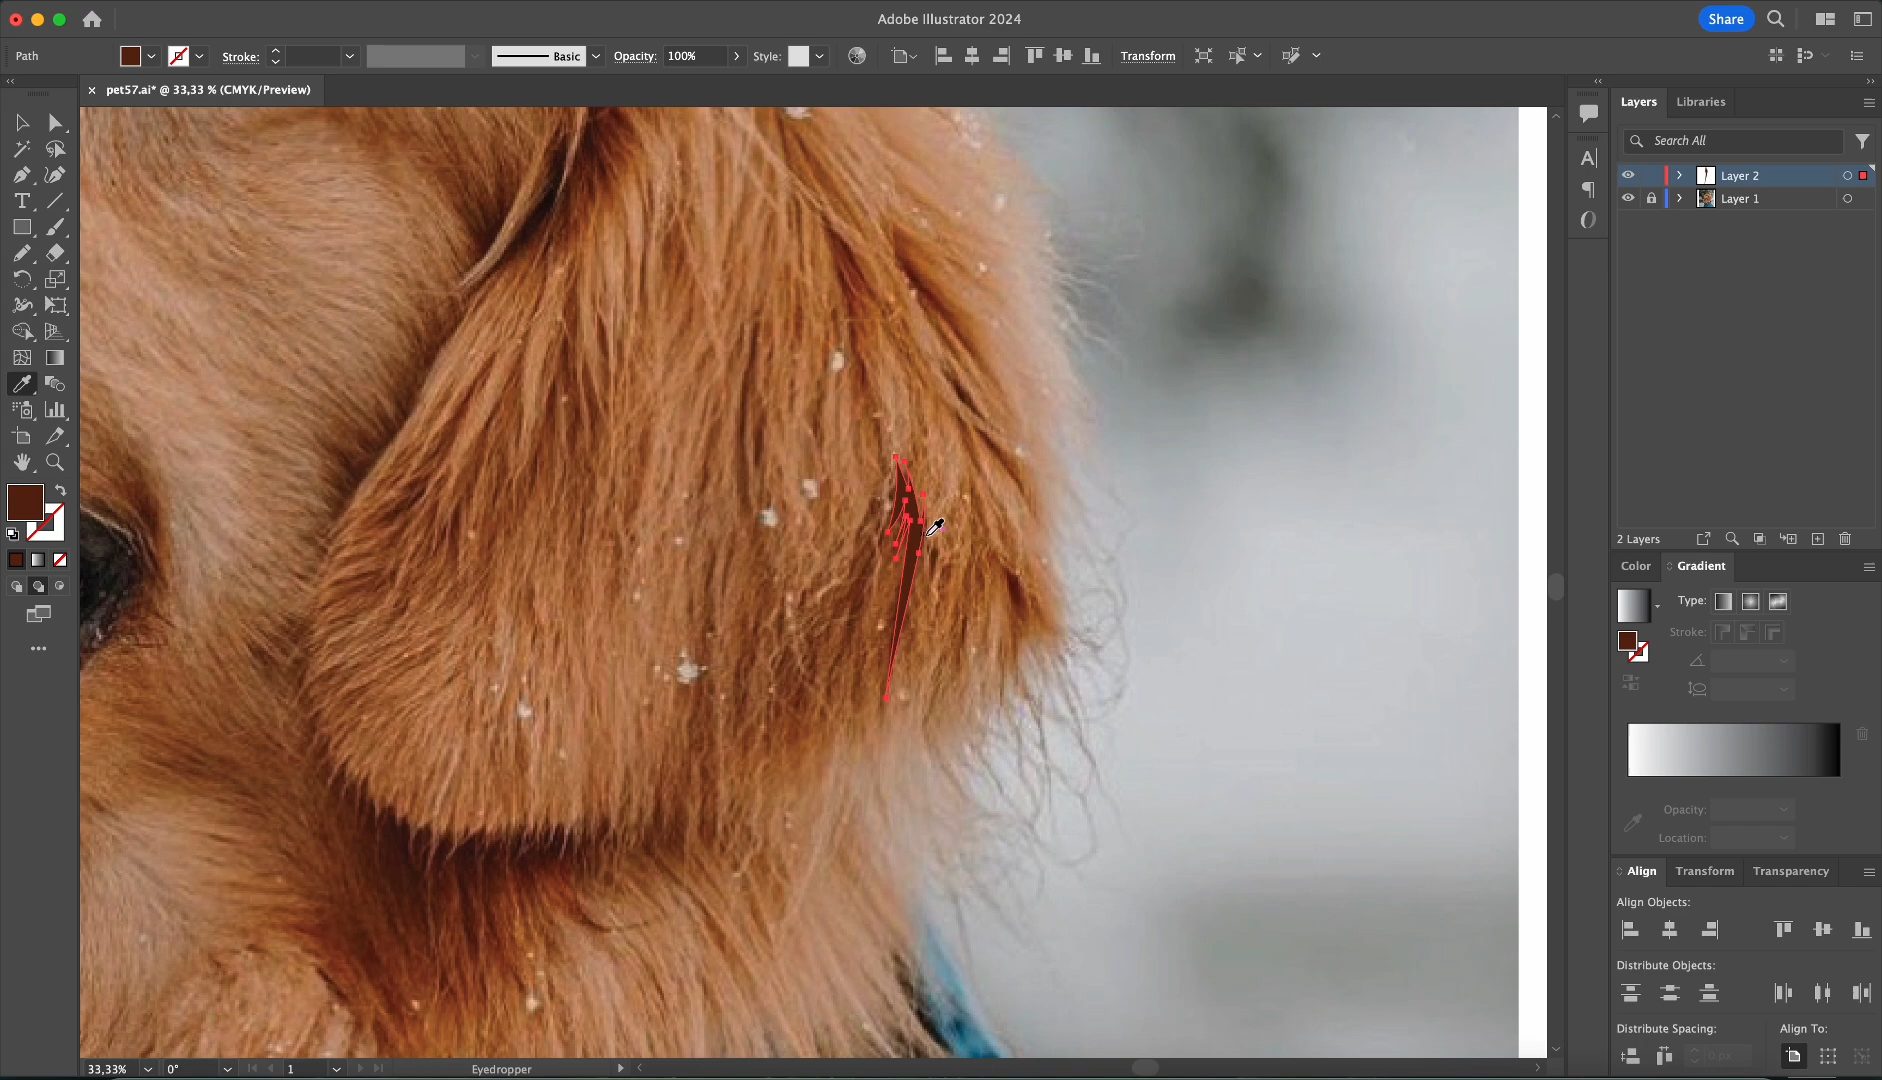 Adobe Illustrator 2024
Share
Path
Stroke:
Basic
Opacity:
100%
Style:
Transform
pet57.ai* @ 33,33 % (CMYK/Preview)
Layers
Libraries
Search All
Layer 2
Layer 1
2 Layers
Color
Gradient
Type:
Stroke:
Opacity:
Location:
Align
Transform
Transparency
Align Objects:
Distribute Objects:
Distribute Spacing:
Align To:
0 px
33,33%
0°
1
Eyedropper